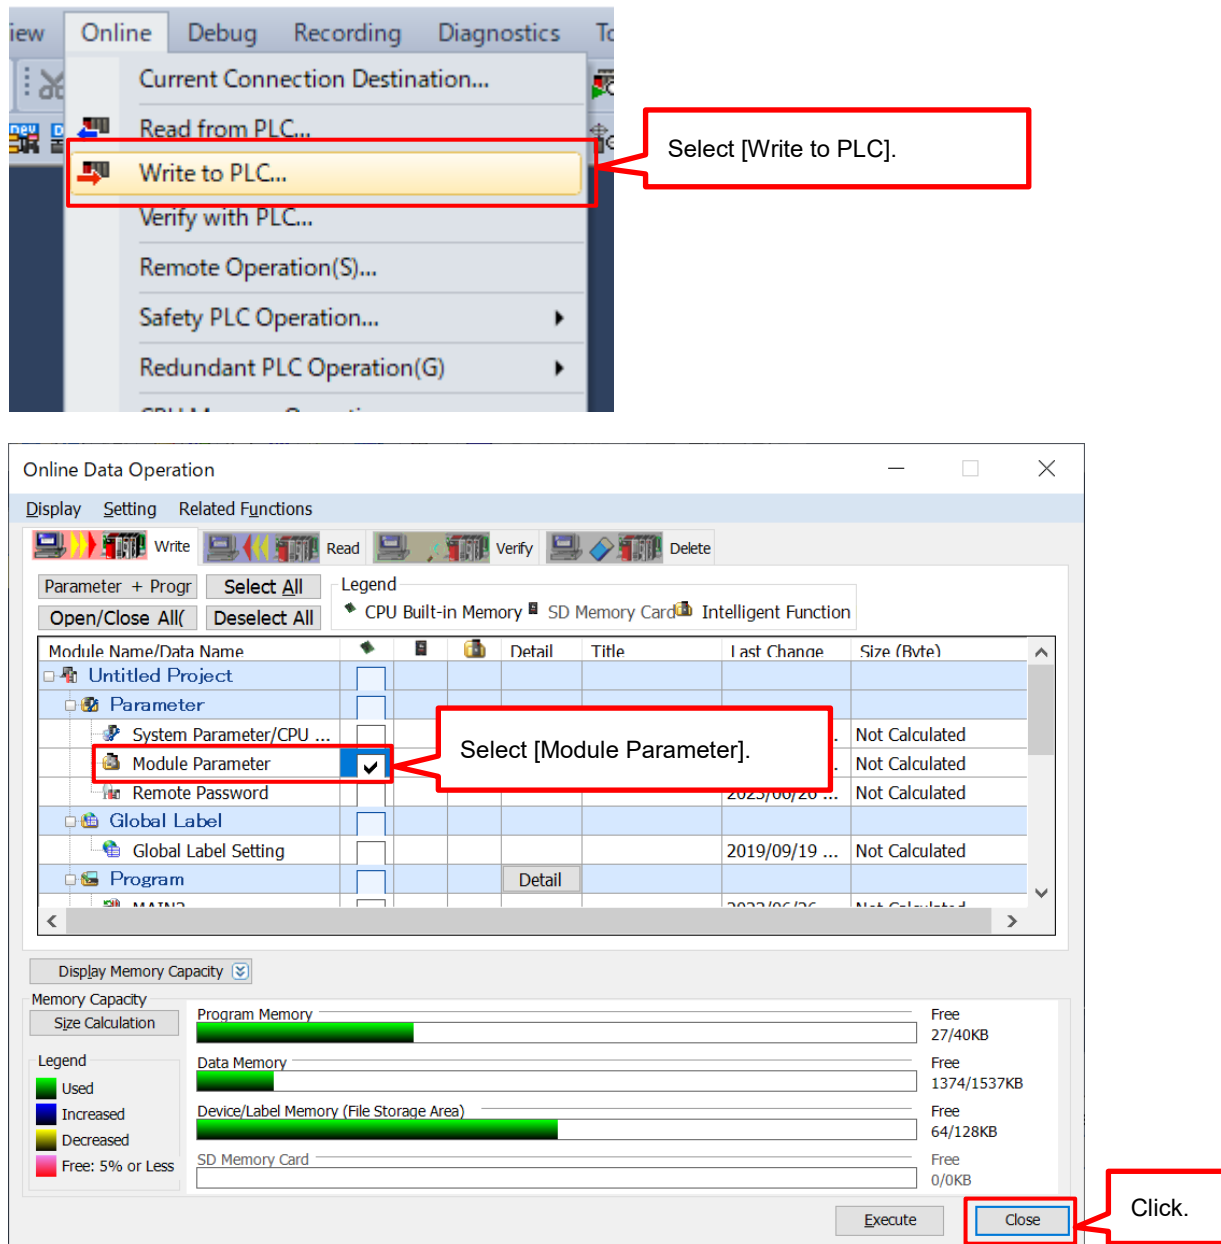 iew Online Debug Recording Diagnostics To
Current Connection Destination...
Read from PLC...
Write to PLC...
Verify with PLC...
Remote Operation(S)...
Safety PLC Operation...
Redundant PLC Operation(G)
Select [Write to PLC].
Online Data Operation
Display Setting Related Functions
Write Read Verify Delete
Parameter + Progr Select All Legend
Open/Close All( Deselect All CPU Built-in Memory SD Memory Card Intelligent Function
Module Name/Data Name Detail Title Last Change Size (Byte)
Untitled Project
Parameter
System Parameter/CPU ... Not Calculated
Module Parameter Not Calculated
Select [Module Parameter].
Remote Password 2023/06/26 ... Not Calculated
Global Label
Global Label Setting 2019/09/19 ... Not Calculated
Program Detail
Display Memory Capacity
Memory Capacity
Size Calculation
Program Memory Free
27/40KB
Legend
Data Memory Free
Used
1374/1537KB
Increased
Device/Label Memory (File Storage Area) Free
64/128KB
Decreased
Free: 5% or Less
SD Memory Card Free
0/0KB
Execute Close
Click.